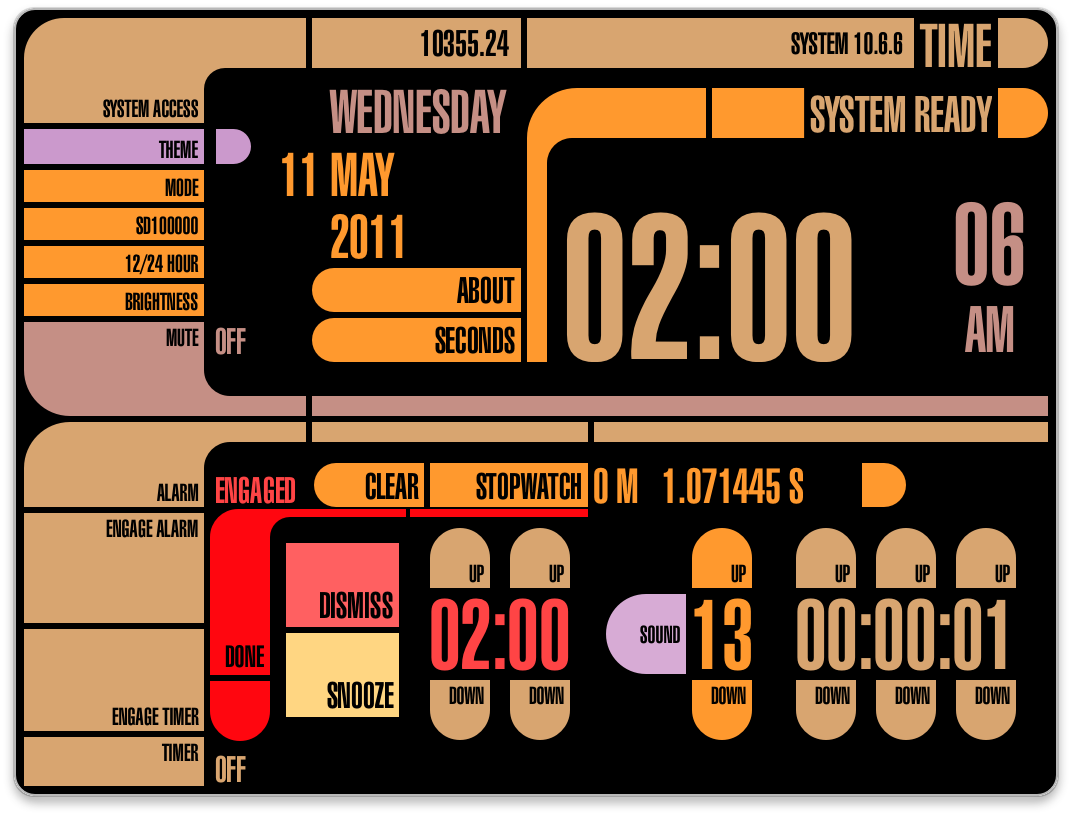 10355.24
SYSTEM 10.6.6
TIME
SYSTEM ACCESS
THEME
MODE
SD100000
12/24 HOUR
BRIGHTNESS
MUTE
OFF
WEDNESDAY
11 MAY
2011
ABOUT
SECONDS
SYSTEM READY
02:00
06
AM
ALARM
ENGAGED
CLEAR
STOPWATCH
0 M 1.071445 S
ENGAGE ALARM
ENGAGE TIMER
TIMER
OFF
DONE
DISMISS
SNOOZE
UP UP
02:00
DOWN DOWN
SOUND
UP
13
DOWN
UP UP UP
00:00:01
DOWN DOWN DOWN